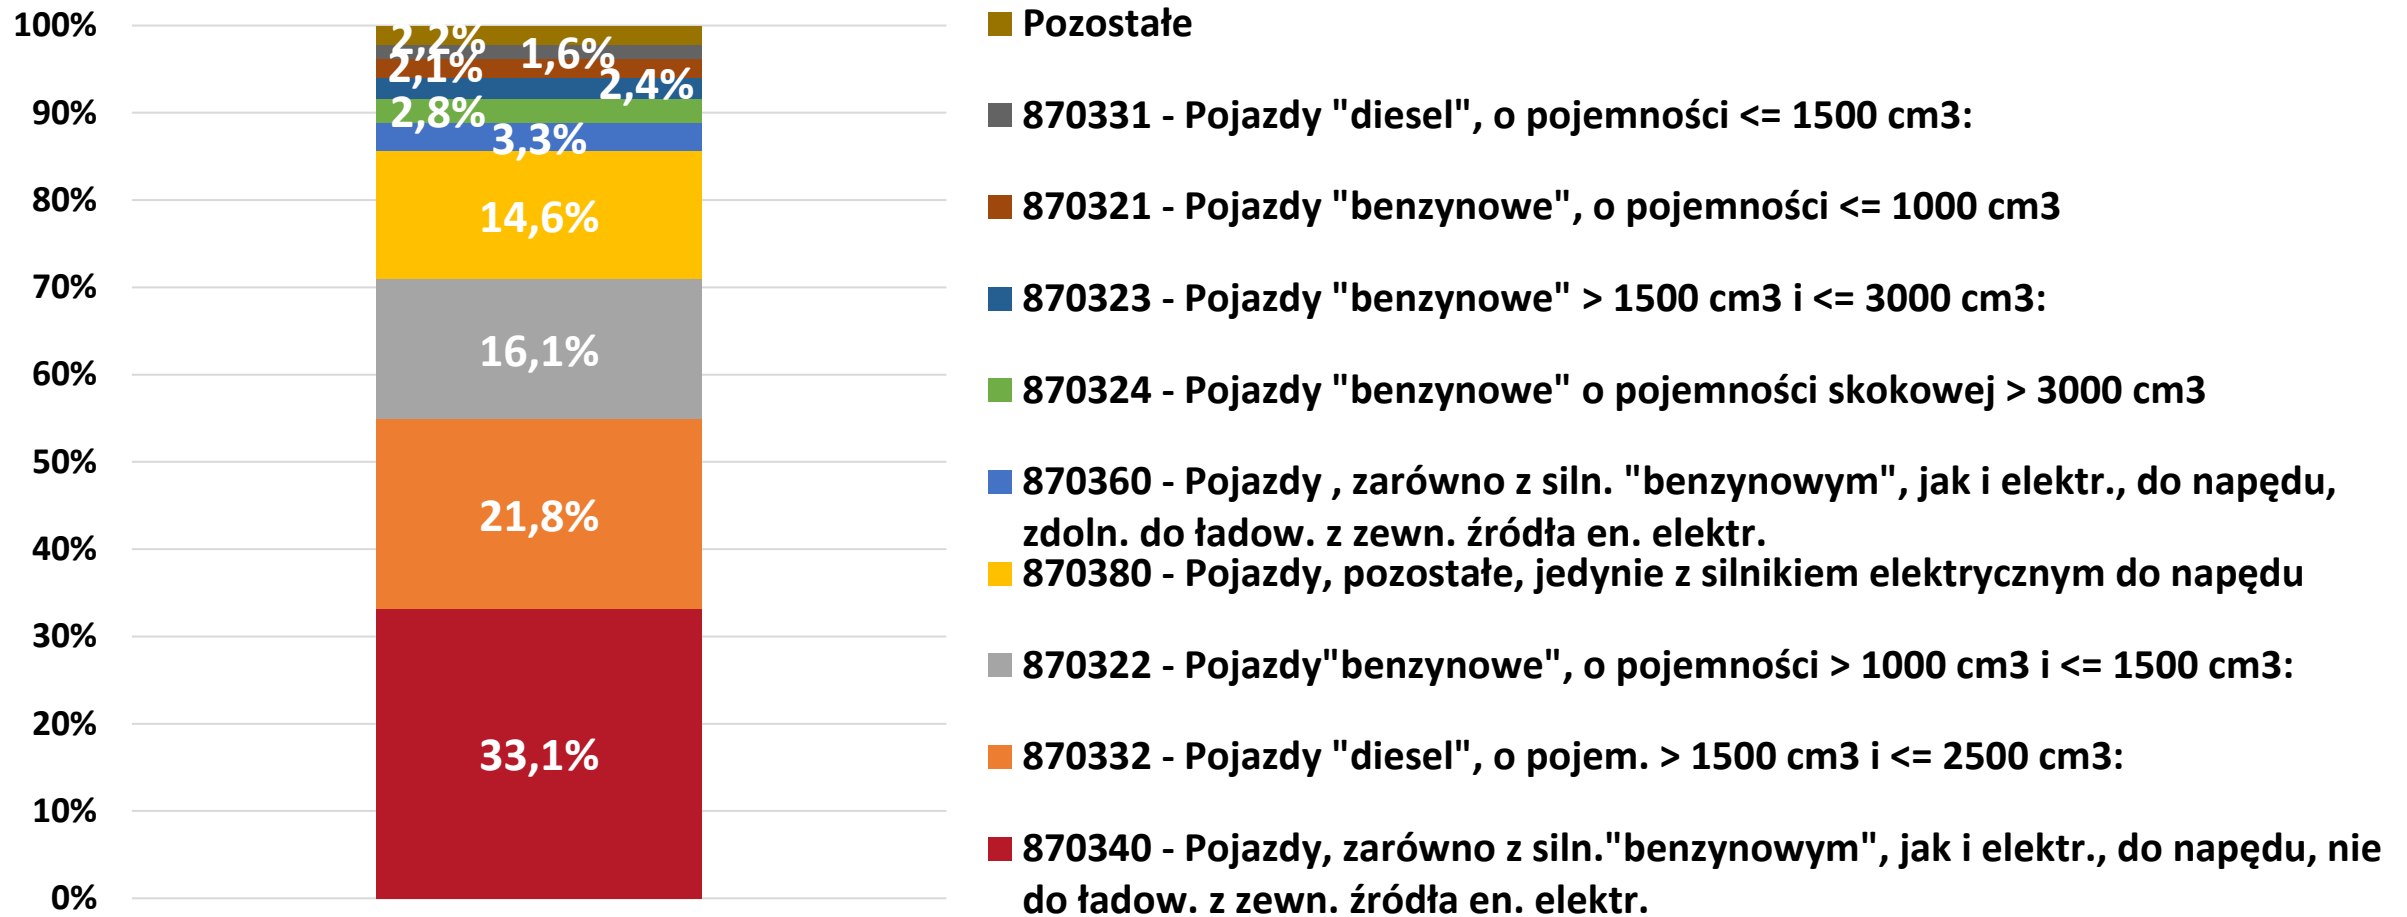 100%
90%
80%
70%
60%
50%
40%
30%
20%
10%
0%
2,2%
1,6%
2,1%
2,4%
2,8%
3,3%
14,6%
16,1%
21,8%
33,1%
Pozostałe
870331 - Pojazdy "diesel", o pojemności <= 1500 cm3:
870321 - Pojazdy "benzynowe", o pojemności <= 1000 cm3
870323 - Pojazdy "benzynowe" > 1500 cm3 i <= 3000 cm3:
870324 - Pojazdy "benzynowe" o pojemności skokowej > 3000 cm3
870360 - Pojazdy , zarówno z siln. "benzynowym", jak i elektr., do napędu,
zdoln. do ładow. z zewn. źródła en. elektr.
870380 - Pojazdy, pozostałe, jedynie z silnikiem elektrycznym do napędu
870322 - Pojazdy"benzynowe", o pojemności > 1000 cm3 i <= 1500 cm3:
870332 - Pojazdy "diesel", o pojem. > 1500 cm3 i <= 2500 cm3:
870340 - Pojazdy, zarówno z siln."benzynowym", jak i elektr., do napędu, nie
do ładow. z zewn. źródła en. elektr.